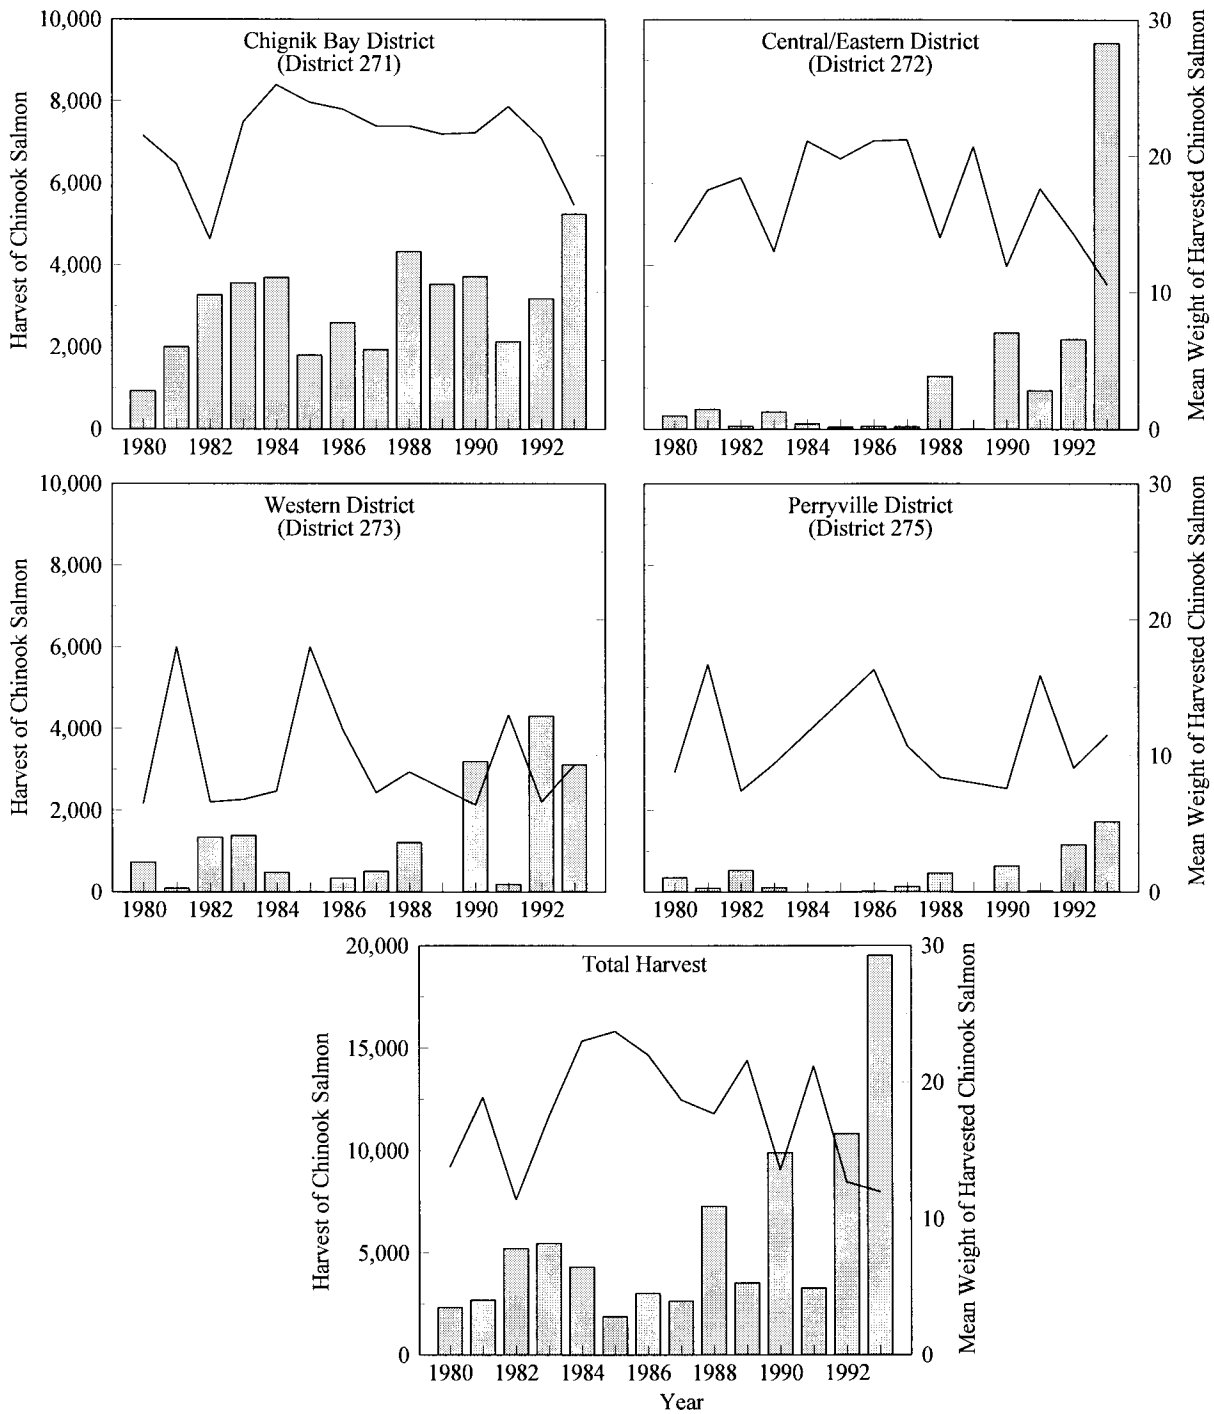 Chignik Bay District
(District 271)
Harvest of Chinook Salmon
10,000
8,000
6,000
4,000
2,000
0
1980 1982 1984 1986 1988 1990 1992
Central/Eastern District
(District 272)
30
20
10
0
Mean Weight of Harvested Chinook Salmon
1980 1982 1984 1986 1988 1990 1992
Western District
(District 273)
Harvest of Chinook Salmon
10,000
8,000
6,000
4,000
2,000
0
1980 1982 1984 1986 1988 1990 1992
Perryville District
(District 275)
30
20
10
0
Mean Weight of Harvested Chinook Salmon
1980 1982 1984 1986 1988 1990 1992
Total Harvest
Harvest of Chinook Salmon
20,000
15,000
10,000
5,000
0
30
20
10
0
Mean Weight of Harvested Chinook Salmon
1980 1982 1984 1986 1988 1990 1992
Year